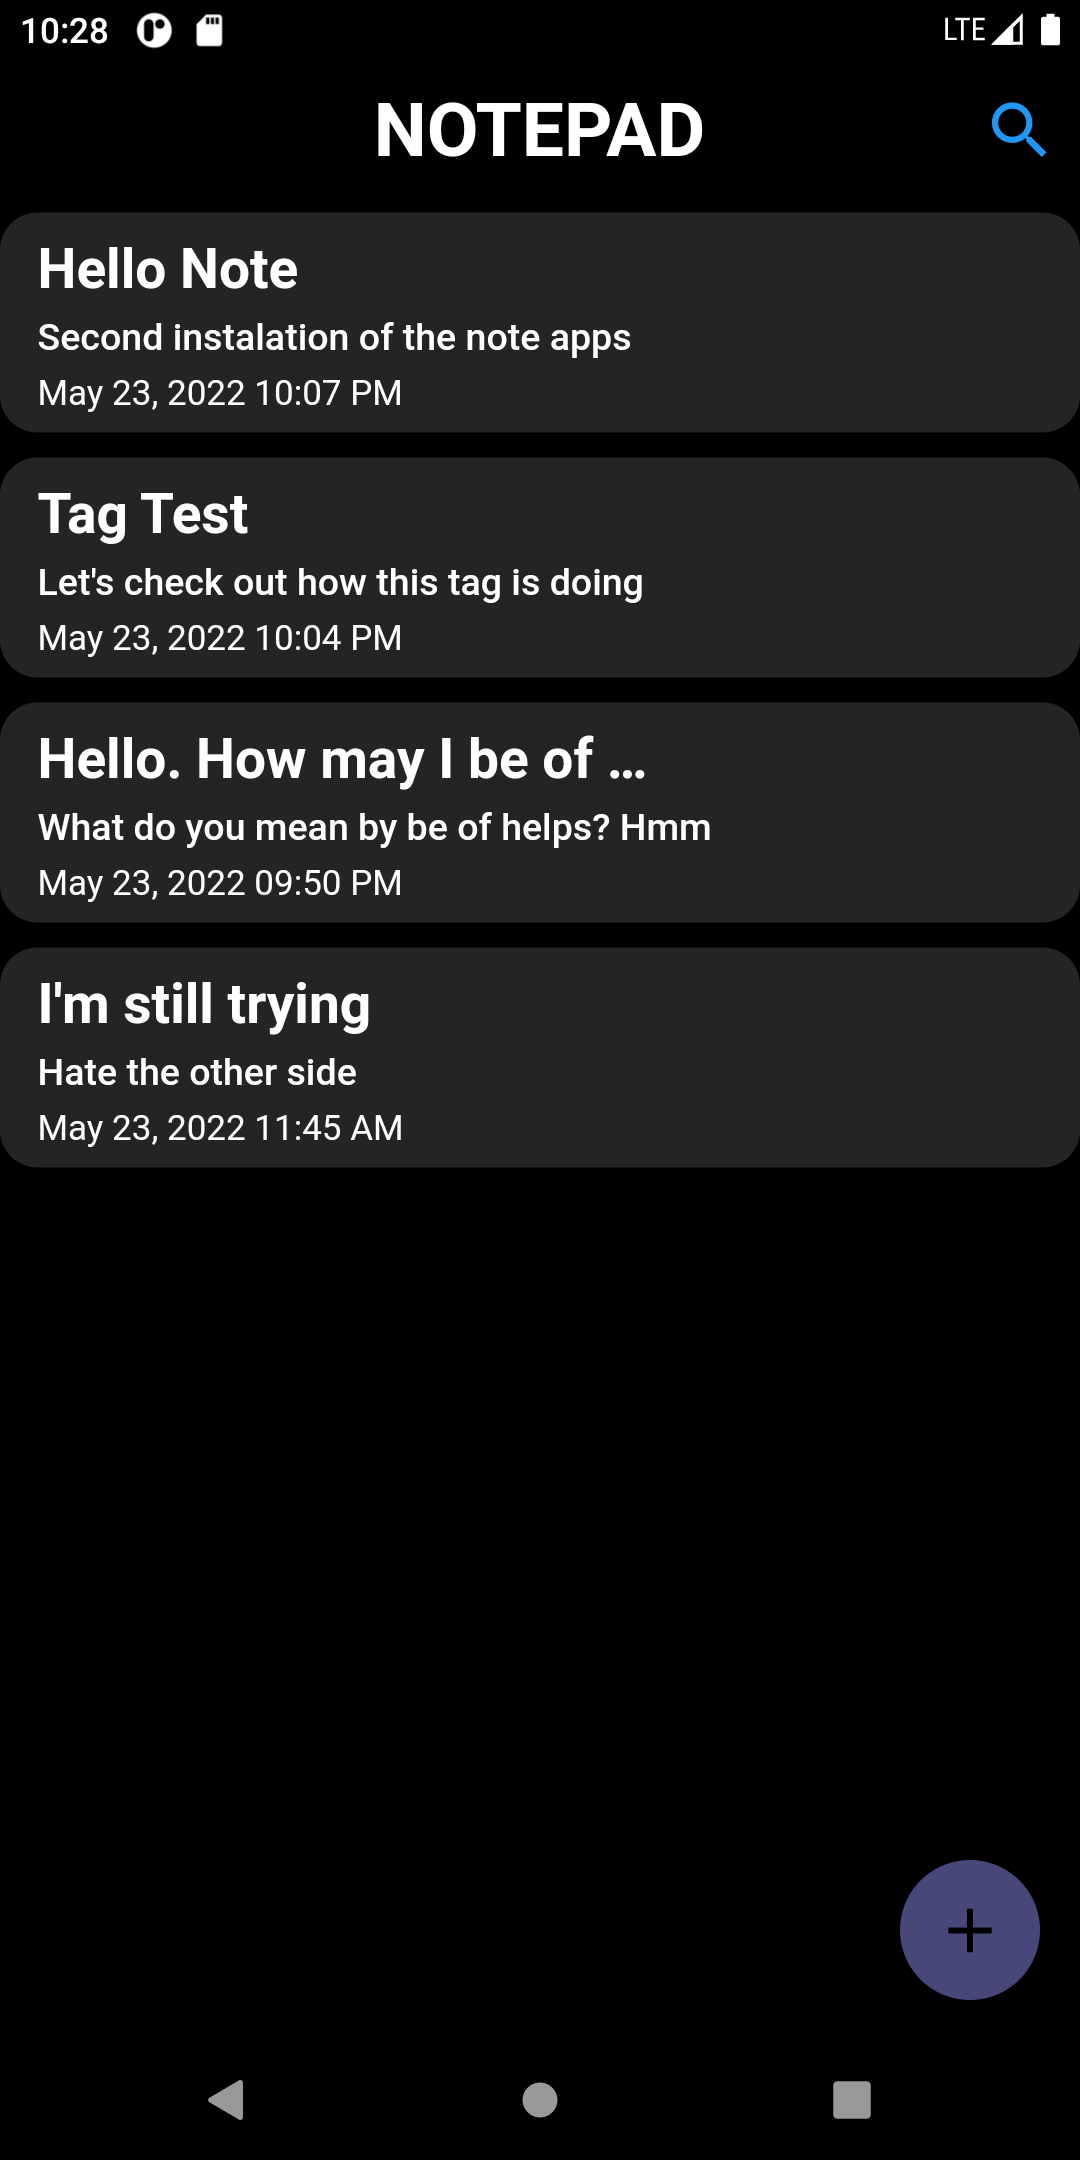 10:28 LTE
NOTEPAD
Hello Note
Second instalation of the note apps
May 23, 2022 10:07 PM
Tag Test
Let's check out how this tag is doing
May 23, 2022 10:04 PM
Hello. How may I be of ...
What do you mean by be of helps? Hmm
May 23, 2022 09:50 PM
I'm still trying
Hate the other side
May 23, 2022 11:45 AM